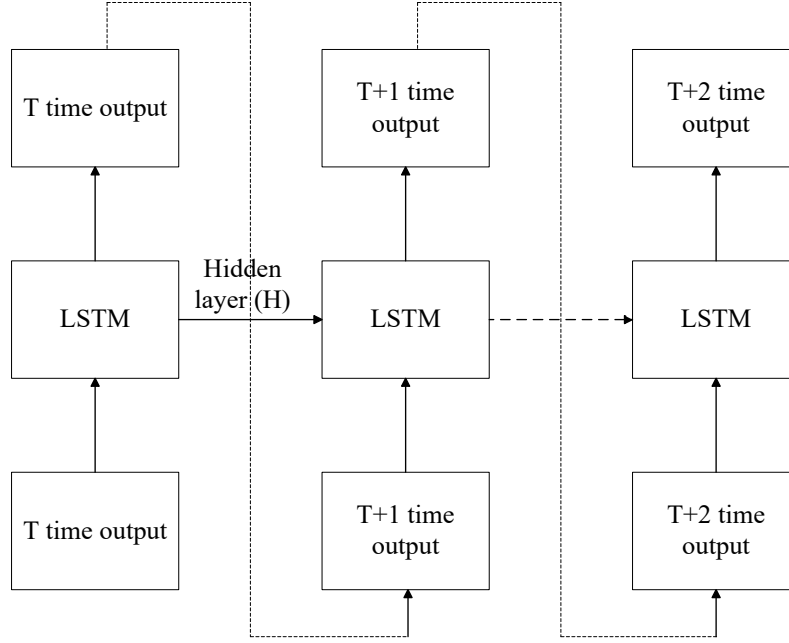 T time output
T+1 time
output
T+2 time
output
LSTM
Hidden
layer (H)
LSTM
LSTM
T time output
T+1 time
output
T+2 time
output